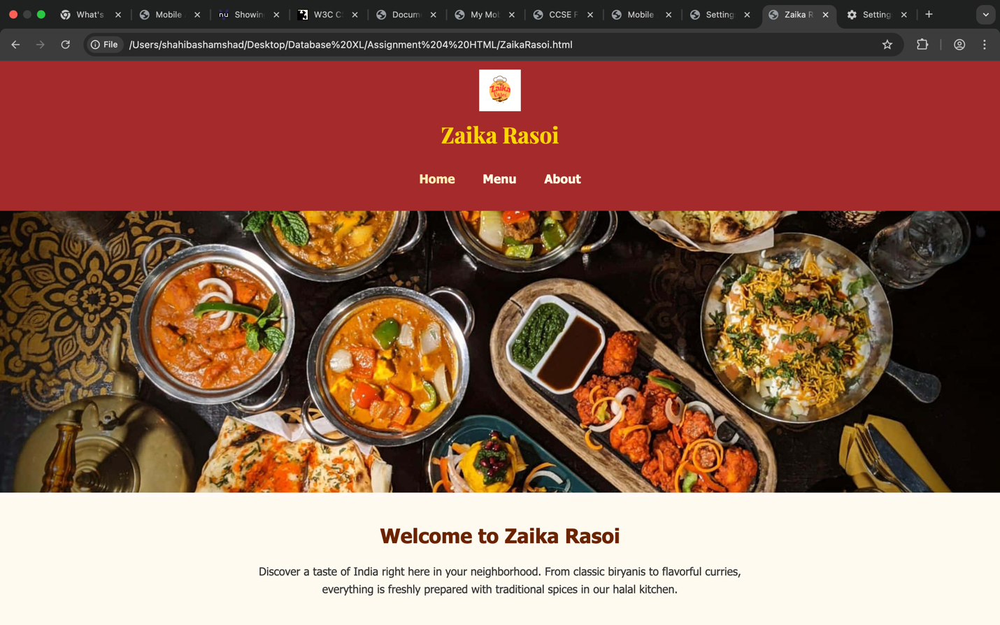 What's
Mobile
nu Showin
W3C C
Docum
My Mob
CCSE F
Mobile
Setting
Zaika R
Setting
File /Users/shahibashamshad/Desktop/Database%20XL/Assignment%204%20HTML/ZaikaRasoi.html
Zaika
Rasoi
Zaika Rasoi
Home Menu About
Welcome to Zaika Rasoi
Discover a taste of India right here in your neighborhood. From classic biryanis to flavorful curries,
everything is freshly prepared with traditional spices in our halal kitchen.